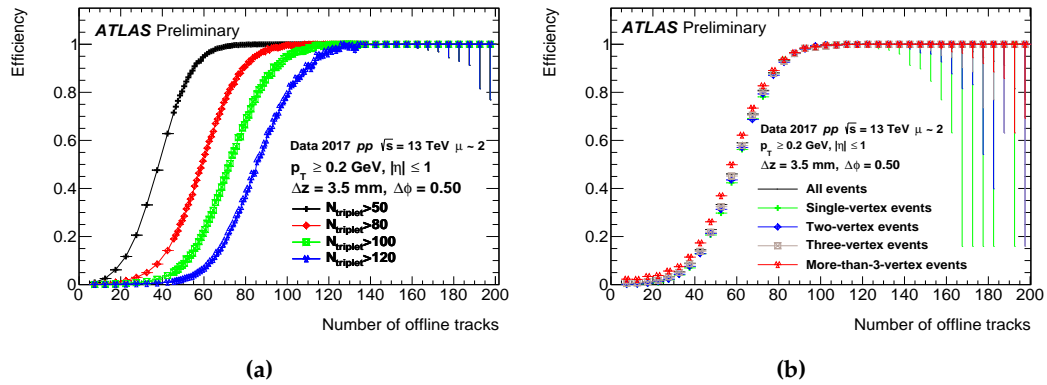 ATLAS Preliminary
Efficiency
1
0.8
0.6
0.4
0.2
0
Data 2017 pp √s = 13 TeV μ ~ 2
p_T ≥ 0.2 GeV, |η| ≤ 1
Δz = 3.5 mm, Δφ = 0.50
N_triplet>50
N_triplet>80
N_triplet>100
N_triplet>120
0 20 40 60 80 100 120 140 160 180 200
Number of offline tracks
(a)
ATLAS Preliminary
Efficiency
1
0.8
0.6
0.4
0.2
0
Data 2017 pp √s = 13 TeV μ ~ 2
p_T ≥ 0.2 GeV, |η| ≤ 1
Δz = 3.5 mm, Δφ = 0.50
All events
Single-vertex events
Two-vertex events
Three-vertex events
More-than-3-vertex events
0 20 40 60 80 100 120 140 160 180 200
Number of offline tracks
(b)